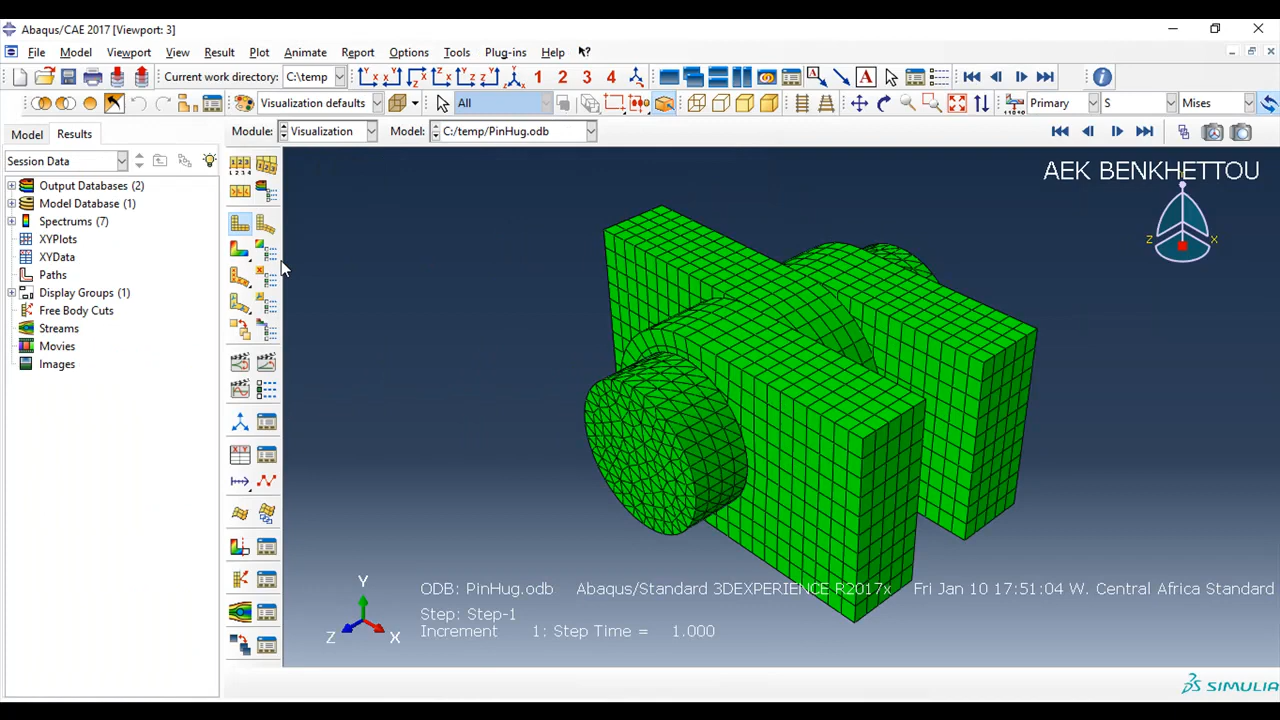 Abaqus/CAE 2017 [Viewport: 3]
File Model Viewport View Result Plot Animate Report Options Tools Plug-ins Help
Current work directory: C:\temp 1 2 3 4 A A i
Visualization defaults All Primary S Mises
Model Results Module: Visualization Model: C:/temp/PinHug.odb
Session Data
Output Databases (2)
Model Database (1)
Spectrums (7)
XYPlots
XYData
Paths
Display Groups (1)
Free Body Cuts
Streams
Movies
Images
AEK BENKHETTOU
Z X
Y
Z X
ODB: PinHug.odb Abaqus/Standard 3DEXPERIENCE R2017x Fri Jan 10 17:51:04 W. Central Africa Standard
Step: Step-1
Increment 1: Step Time = 1.000
SIMULIA